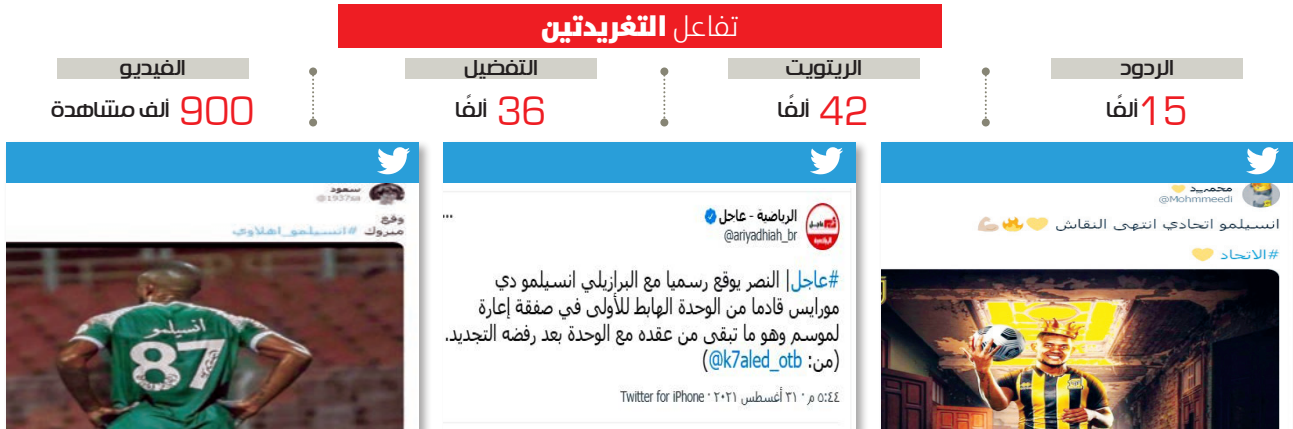 تفاعل التغريدتين
الردود
15 ألفًا
الريتويت
42 ألفًا
التفضيل
36 ألفًا
الفيديو
900 ألف مشاهدة
محمـيـد 💛
@Mohmmeedi
انسيلمو اتحادي انتهى النقاش 💛🔥💪🏼
#الاتحاد 💛
الرياضية - عاجل
@ariyadhiah_br
#عاجل| النصر يوقع رسميا مع البرازيلي انسيلمو دي
مورايس قادما من الوحدة الهابط للأولى في صفقة إعارة
لموسم وهو ما تبقى من عقده مع الوحدة بعد رفضه التجديد.
(من: @k7aled_otb)
٥:٤٤ م · ٣١ أغسطس ٢٠٢١ · Twitter for iPhone
سعود
@1937sa
وقع
مبروك #انسيلمو_اهلاوي
انسيلمو
87